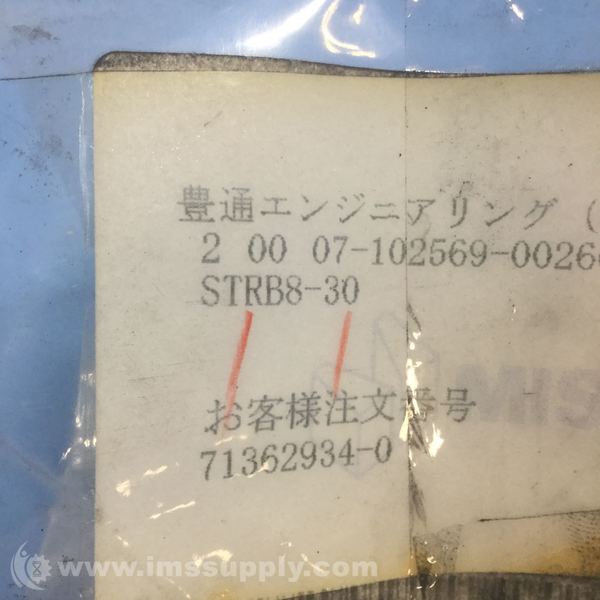 豊通エンジニアリング (
2 00 07-102569-0026
STRB8-30
お客様注文番号
71362934-0
© www.imssupply.com